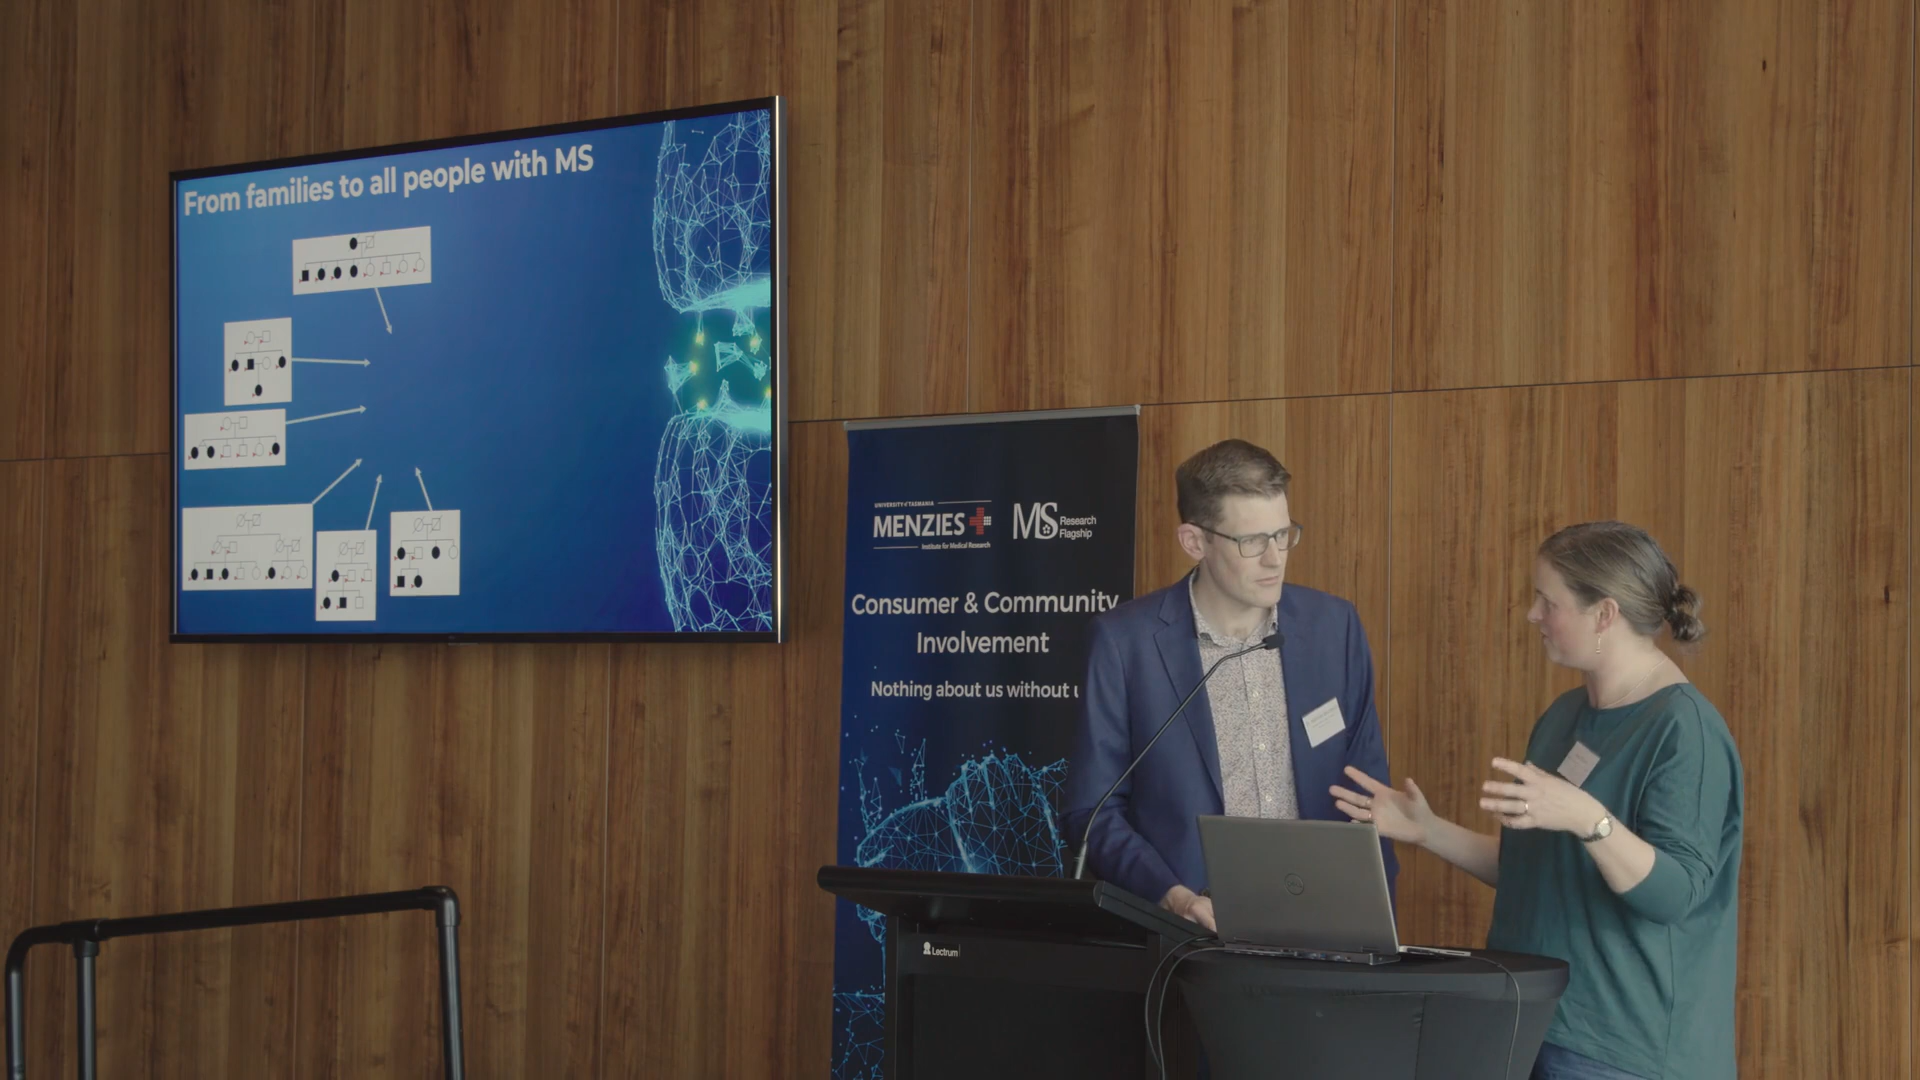 From families to all people with MS
UNIVERSITY of TASMANIA
MENZIES
Institute for Medical Research
MS Research
Flagship
Consumer & Community
Involvement
Nothing about us without
Lectrum